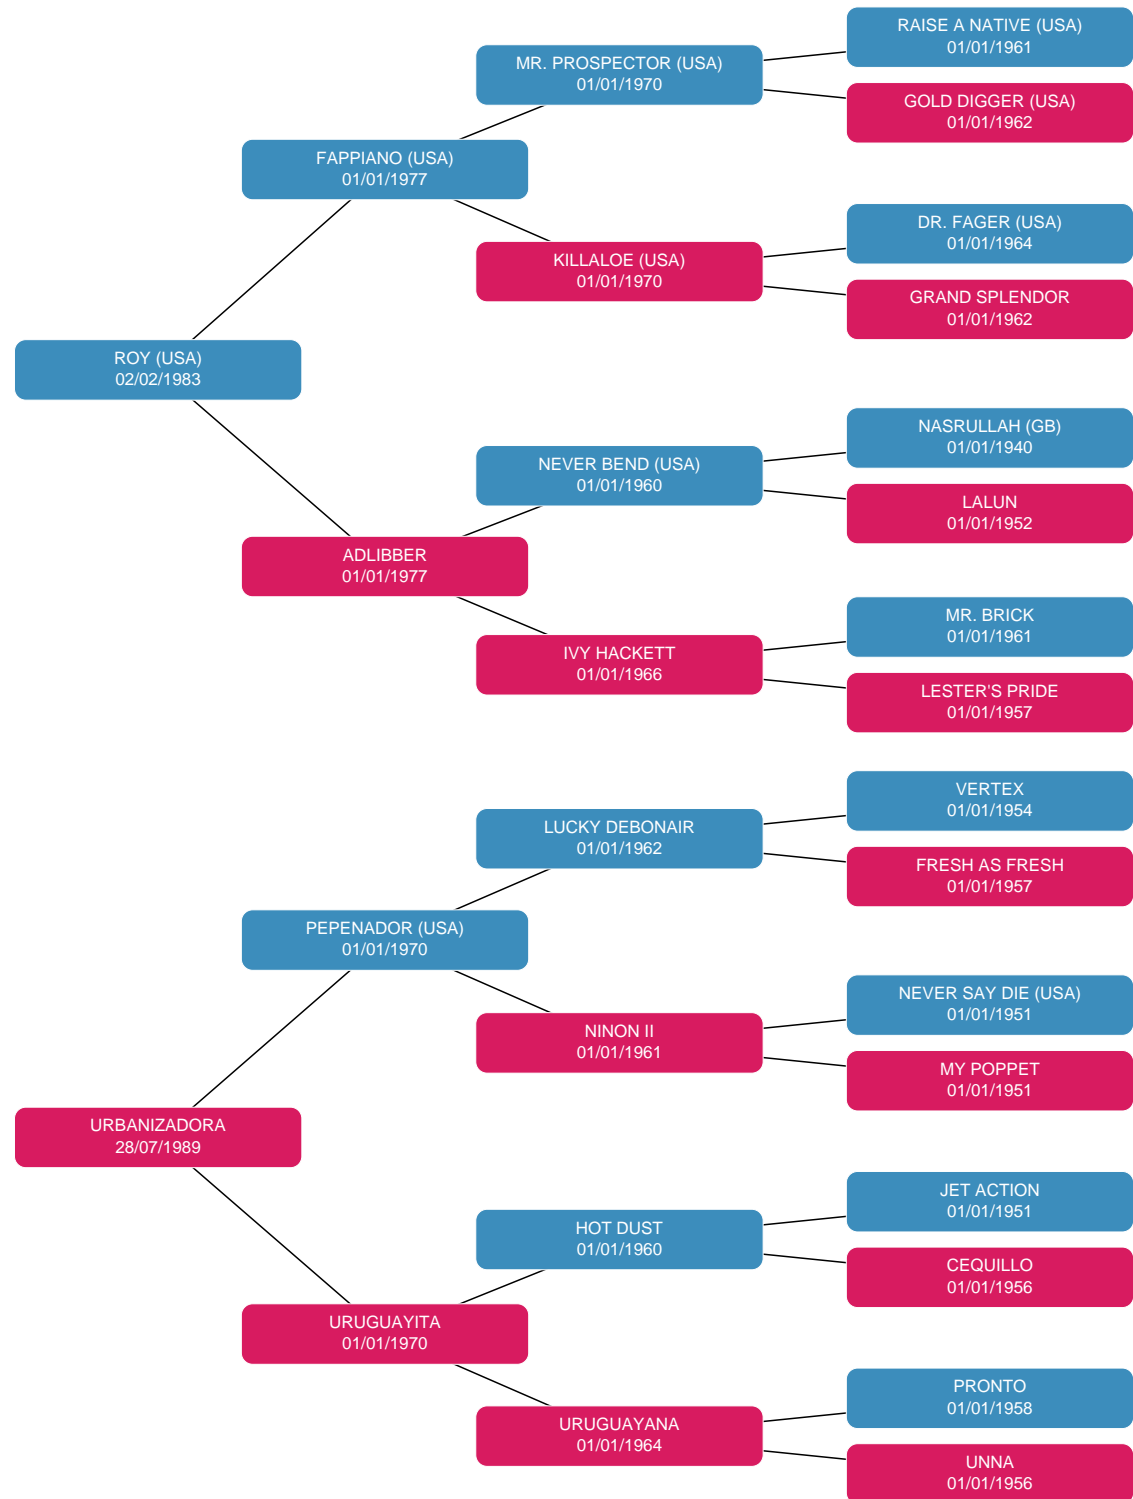 RAISE A NATIVE (USA)
01/01/1961
MR. PROSPECTOR (USA)
01/01/1970
GOLD DIGGER (USA)
01/01/1962
FAPPIANO (USA)
01/01/1977
DR. FAGER (USA)
01/01/1964
KILLALOE (USA)
01/01/1970
GRAND SPLENDOR
01/01/1962
ROY (USA)
02/02/1983
NASRULLAH (GB)
01/01/1940
NEVER BEND (USA)
01/01/1960
LALUN
01/01/1952
ADLIBBER
01/01/1977
MR. BRICK
01/01/1961
IVY HACKETT
01/01/1966
LESTER'S PRIDE
01/01/1957
VERTEX
01/01/1954
LUCKY DEBONAIR
01/01/1962
FRESH AS FRESH
01/01/1957
PEPENADOR (USA)
01/01/1970
NEVER SAY DIE (USA)
01/01/1951
NINON II
01/01/1961
MY POPPET
01/01/1951
URBANIZADORA
28/07/1989
JET ACTION
01/01/1951
HOT DUST
01/01/1960
CEQUILLO
01/01/1956
URUGUAYITA
01/01/1970
PRONTO
01/01/1958
URUGUAYANA
01/01/1964
UNNA
01/01/1956